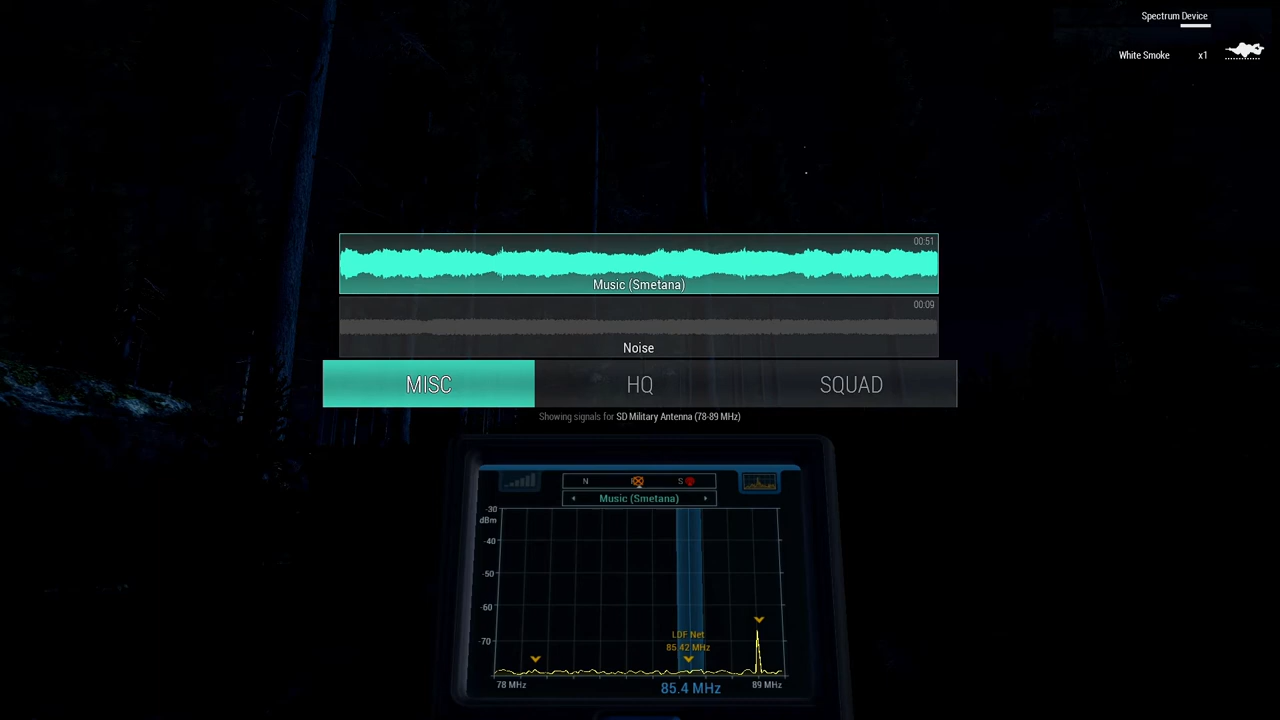 Spectrum Device
White Smoke x1
00:51
Music (Smetana)
00:09
Noise
MISC HQ SQUAD
Showing signals for SD Military Antenna (78-89 MHz)
N S
Music (Smetana)
-30
dBm
-40
-50
-60
LDF Net
-70
85.42 MHz
78 MHz 85.4 MHz 89 MHz